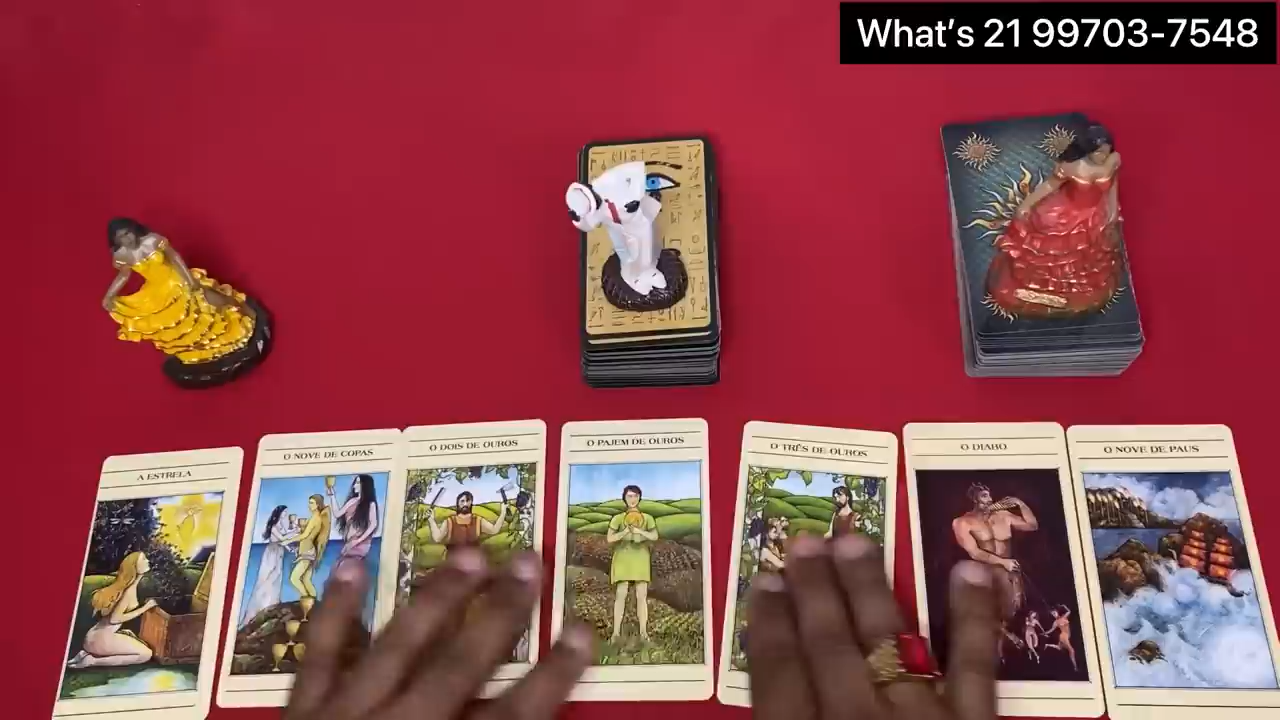 What’s 21 99703-7548
A ESTRELA
O NOVE DE COPAS
O DOIS DE OUROS
O PAJEM DE OUROS
O TRÊS DE OUROS
O DIABO
O NOVE DE PAUS